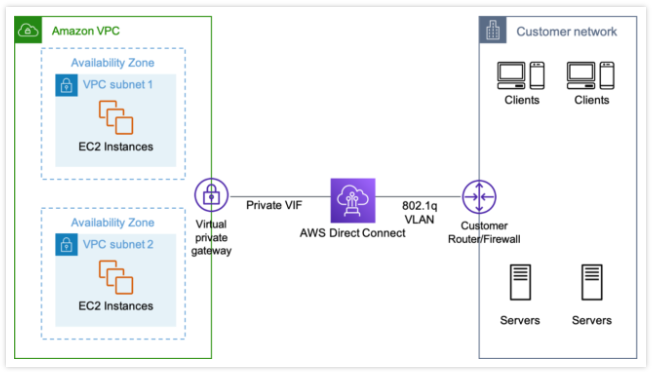 Amazon VPC
Availability Zone
VPC subnet 1
EC2 Instances
Availability Zone
VPC subnet 2
EC2 Instances
Virtual
private
gateway
Private VIF
AWS Direct Connect
802.1q
VLAN
Customer
Router/Firewall
Customer network
Clients
Clients
Servers
Servers